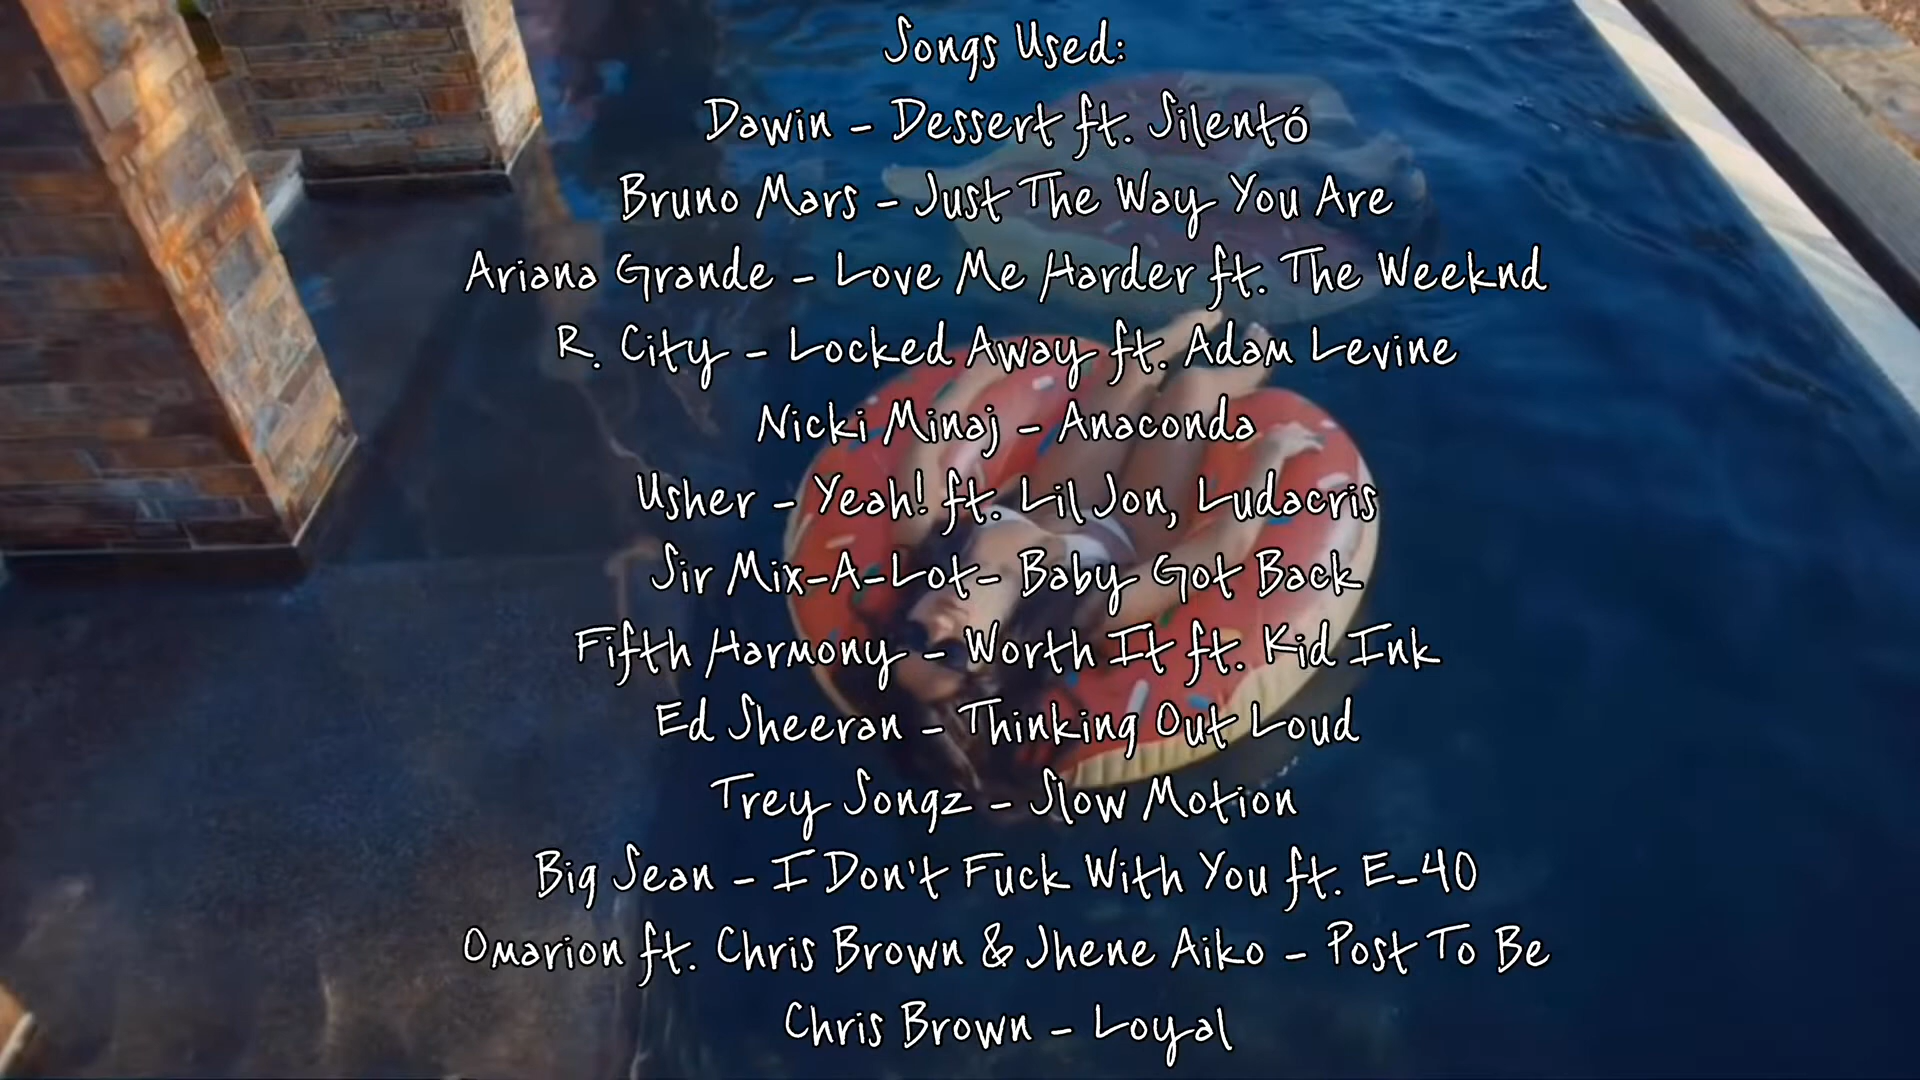 Songs Used:
Dawin - Dessert ft. Silentó
Bruno Mars - Just The Way You Are
Ariana Grande - Love Me Harder ft. The Weeknd
R. City - Locked Away ft. Adam Levine
Nicki Minaj - Anaconda
Usher - Yeah! ft. Lil Jon, Ludacris
Sir Mix-A-Lot- Baby Got Back
Fifth Harmony - Worth It ft. Kid Ink
Ed Sheeran - Thinking Out Loud
Trey Songz - Slow Motion
Big Sean - I Don't Fuck With You ft. E-40
Omarion ft. Chris Brown & Jhene Aiko - Post To Be
Chris Brown - Loyal